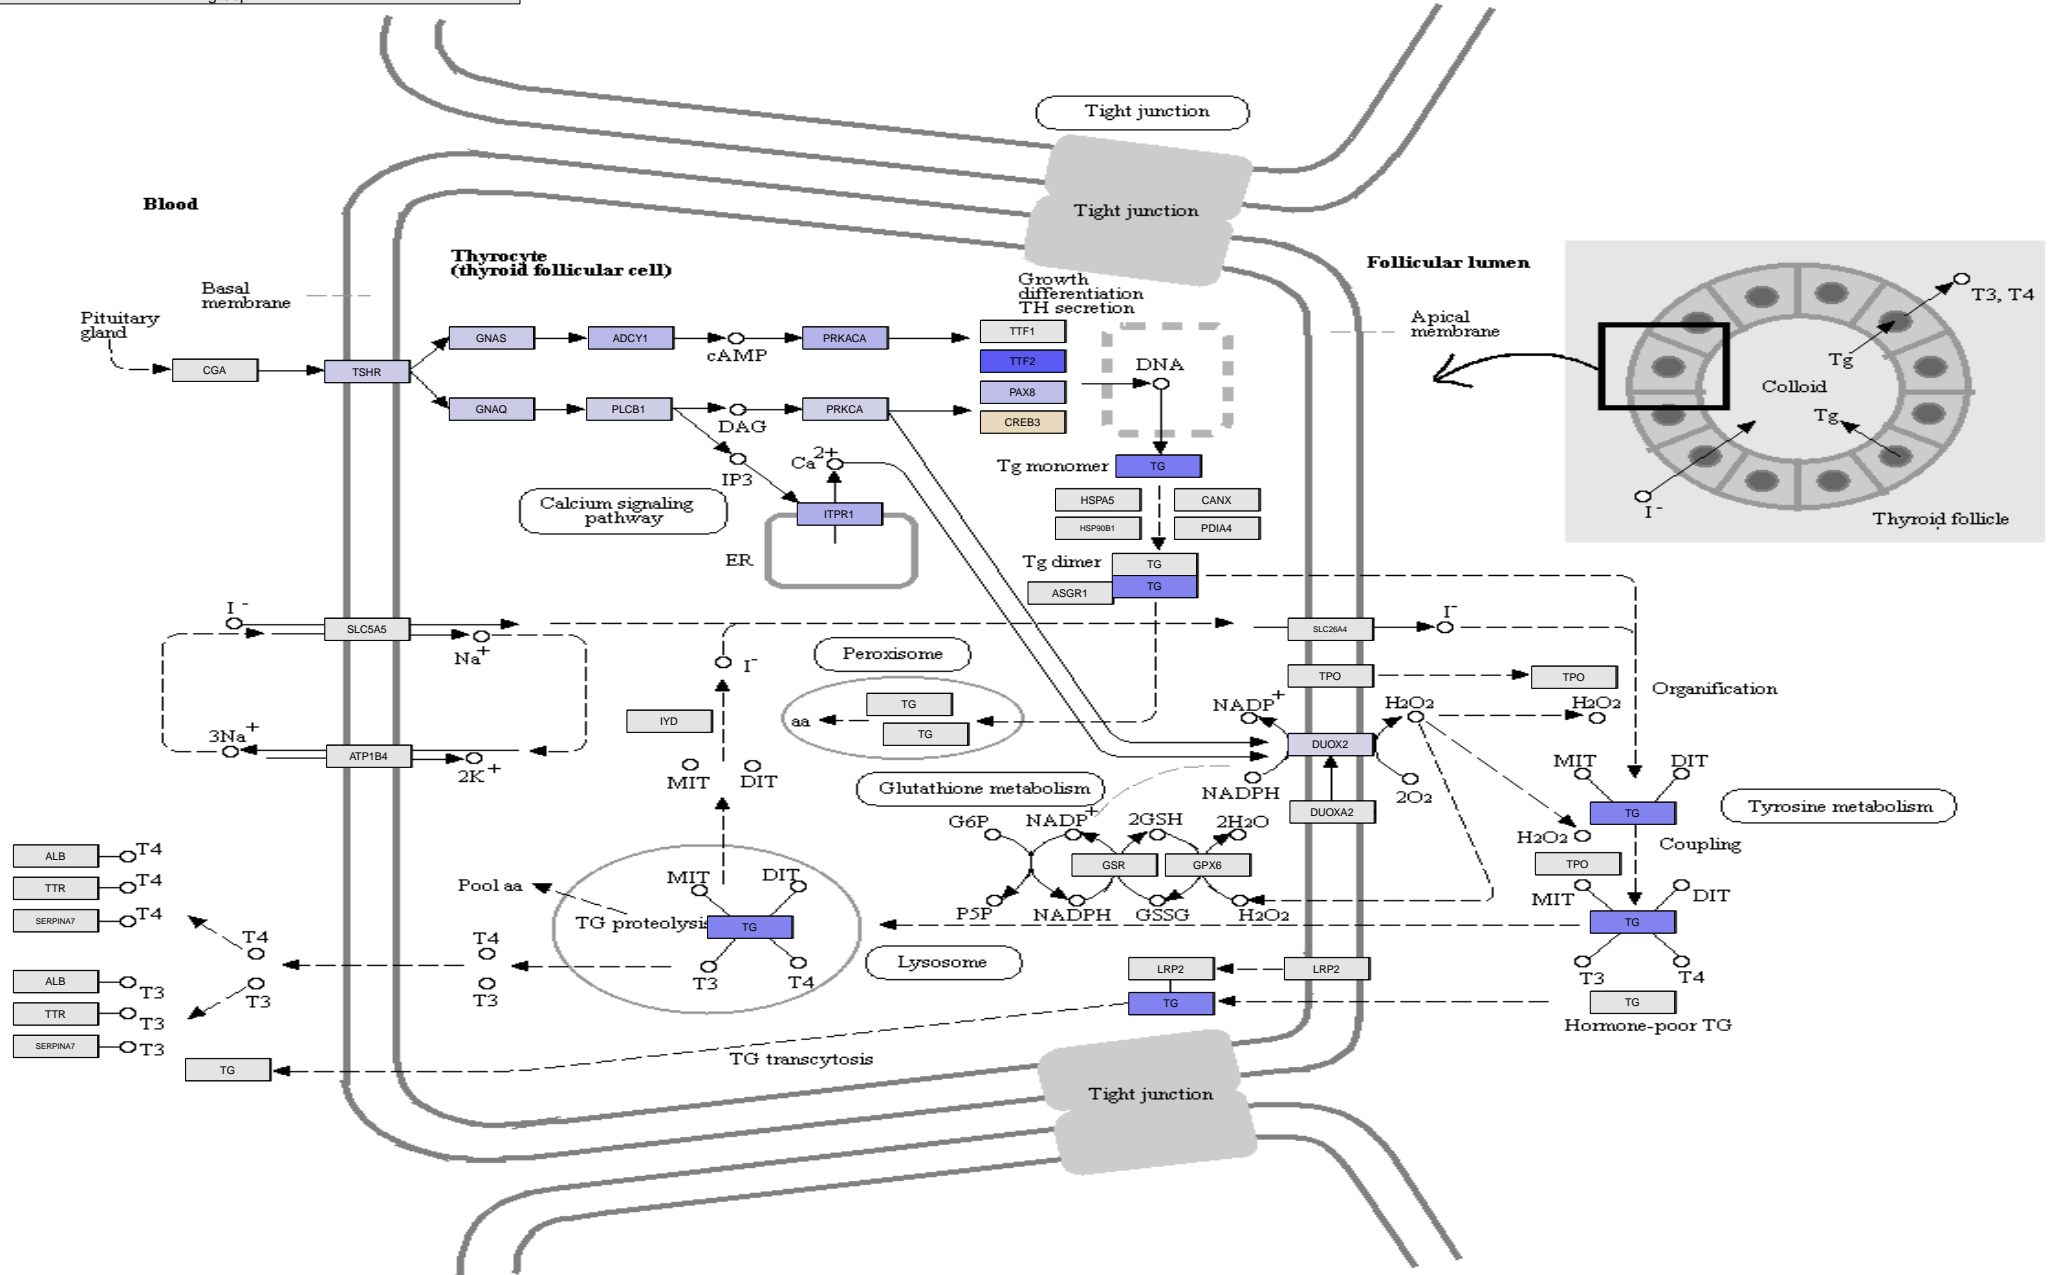 Tight junction
Tight junction
Blood
Thyrocyte
(thyroid follicular cell)
Follicular lumen
Basal
membrane
Growth
differentiation
TH secretion
Pituitary
gland
Apical
membrane
CGA
TSHR
GNAS
ADCY1
cAMP
PRKACA
TTF1
TTF2
PAX8
CREB3
DNA
GNAQ
PLCB1
DAG
PRKCA
IP3
Ca2+
Tg monomer
TG
Calcium signaling
pathway
ITPR1
ER
HSPA5
CANX
HSP90B1
PDIA4
Tg dimer
TG
TG
ASGR1
T3, T4
Tg
Colloid
Tg
I-
Thyroid follicle
I-
SLC5A5
Na+
3Na+
ATP1B4
2K+
I-
IYD
MIT
DIT
Peroxisome
aa
TG
TG
SLC26A4
I-
TPO
TPO
Organification
NADP+
H2O2
H2O2
DUOX2
NADPH
2O2
DUOXA2
MIT
DIT
TG
Tyrosine metabolism
H2O2
Coupling
TPO
MIT
DIT
TG
T3
T4
TG
Hormone-poor TG
Glutathione metabolism
G6P
NADP+
2GSH
2H2O
GSR
GPX6
P5P
NADPH
GSSG
H2O2
Pool aa
MIT
DIT
TG proteolysis
TG
T3
T4
Lysosome
LRP2
LRP2
TG
ALB
T4
TTR
T4
SERPINA7
T4
T4
T4
T3
T3
ALB
T3
TTR
T3
SERPINA7
T3
TG
TG transcytosis
Tight junction